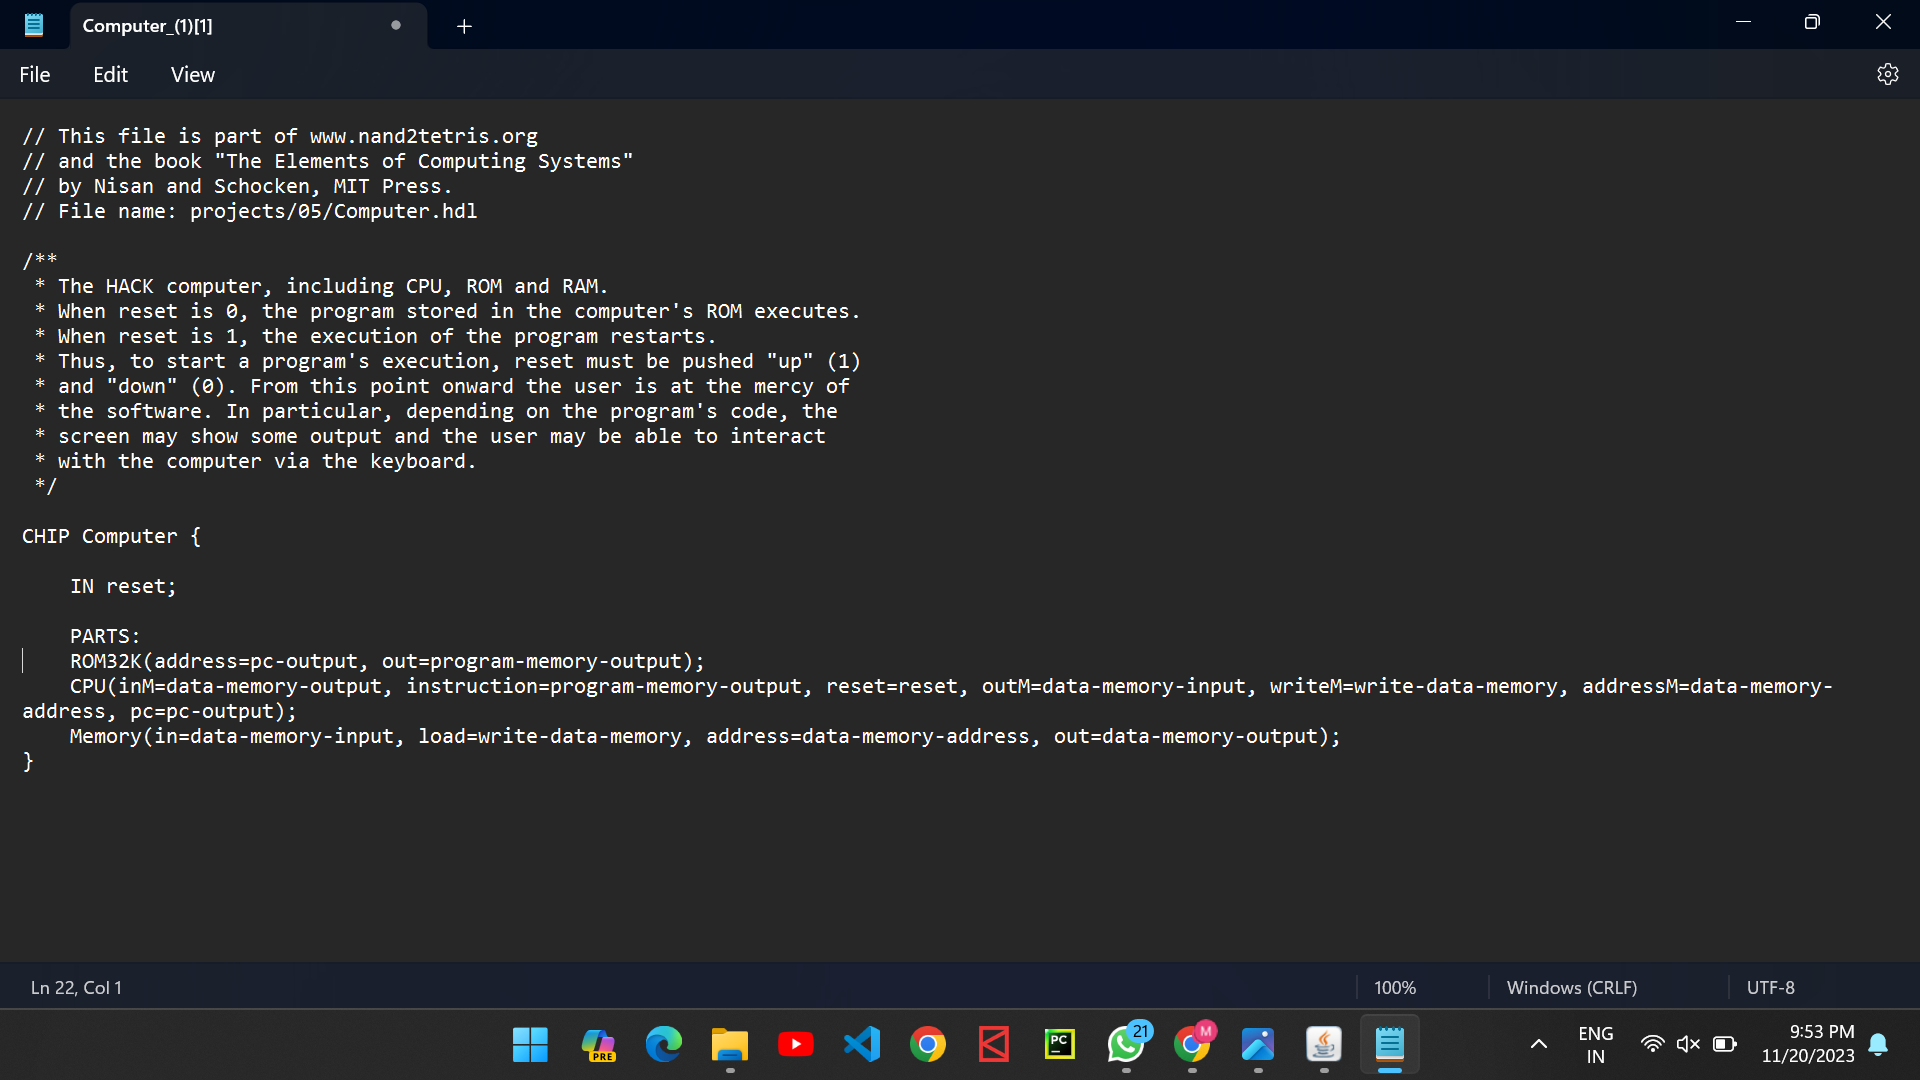 Computer_(1)[1]
File Edit View
// This file is part of www.nand2tetris.org
// and the book "The Elements of Computing Systems"
// by Nisan and Schocken, MIT Press.
// File name: projects/05/Computer.hdl
/**
 * The HACK computer, including CPU, ROM and RAM.
 * When reset is 0, the program stored in the computer's ROM executes.
 * When reset is 1, the execution of the program restarts.
 * Thus, to start a program's execution, reset must be pushed "up" (1)
 * and "down" (0). From this point onward the user is at the mercy of
 * the software. In particular, depending on the program's code, the
 * screen may show some output and the user may be able to interact
 * with the computer via the keyboard.
 */
CHIP Computer {
    IN reset;
    PARTS:
    ROM32K(address=pc-output, out=program-memory-output);
    CPU(inM=data-memory-output, instruction=program-memory-output, reset=reset, outM=data-memory-input, writeM=write-data-memory, addressM=data-memory-
address, pc=pc-output);
    Memory(in=data-memory-input, load=write-data-memory, address=data-memory-address, out=data-memory-output);
}
Ln 22, Col 1 100% Windows (CRLF) UTF-8
PRE PC 21 M ENG IN 9:53 PM
11/20/2023